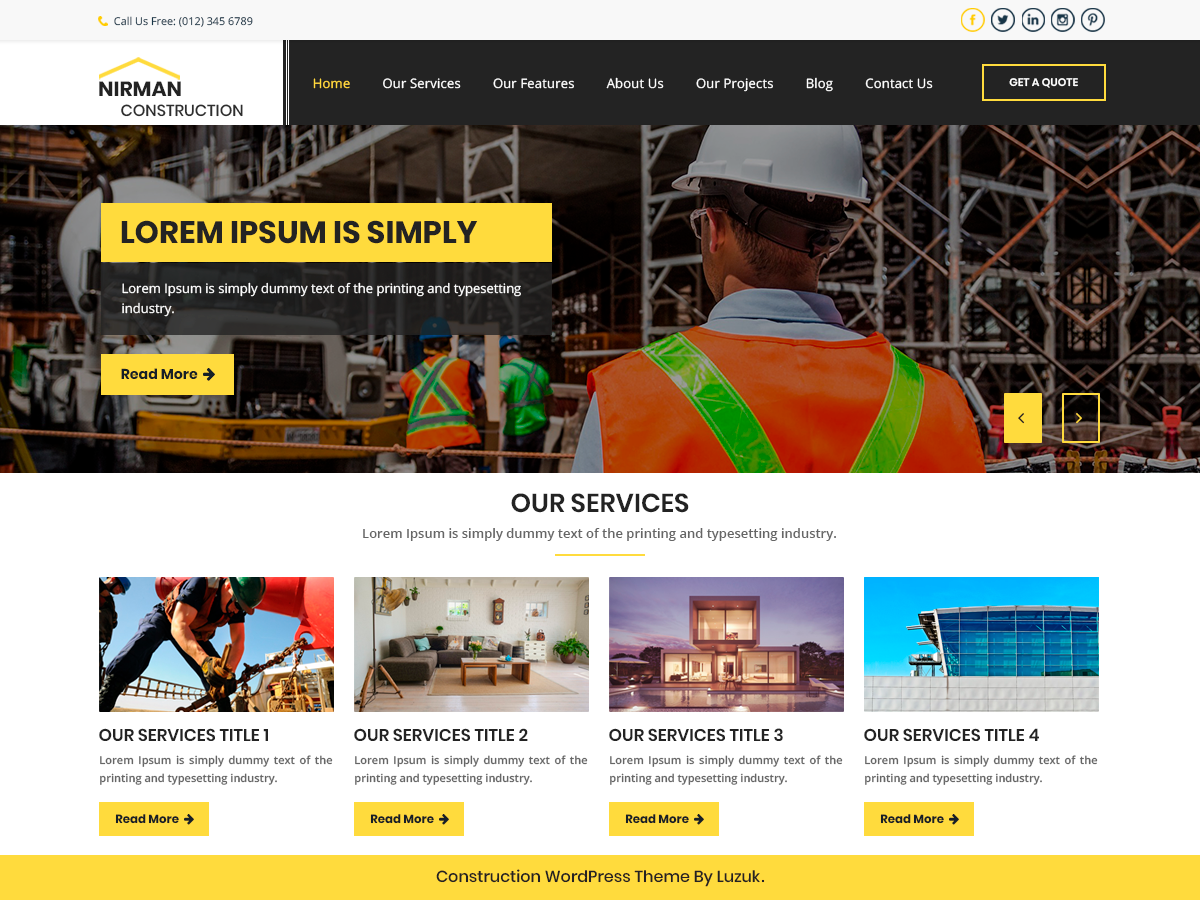 Call Us Free: (012) 345 6789
NIRMAN
CONSTRUCTION
Home Our Services Our Features About Us Our Projects Blog Contact Us GET A QUOTE
LOREM IPSUM IS SIMPLY
Lorem Ipsum is simply dummy text of the printing and typesetting
industry.
Read More
OUR SERVICES
Lorem Ipsum is simply dummy text of the printing and typesetting industry.
OUR SERVICES TITLE 1
Lorem Ipsum is simply dummy text of the
printing and typesetting industry.
Read More
OUR SERVICES TITLE 2
Lorem Ipsum is simply dummy text of the
printing and typesetting industry.
Read More
OUR SERVICES TITLE 3
Lorem Ipsum is simply dummy text of the
printing and typesetting industry.
Read More
OUR SERVICES TITLE 4
Lorem Ipsum is simply dummy text of the
printing and typesetting industry.
Read More
Construction WordPress Theme By Luzuk.